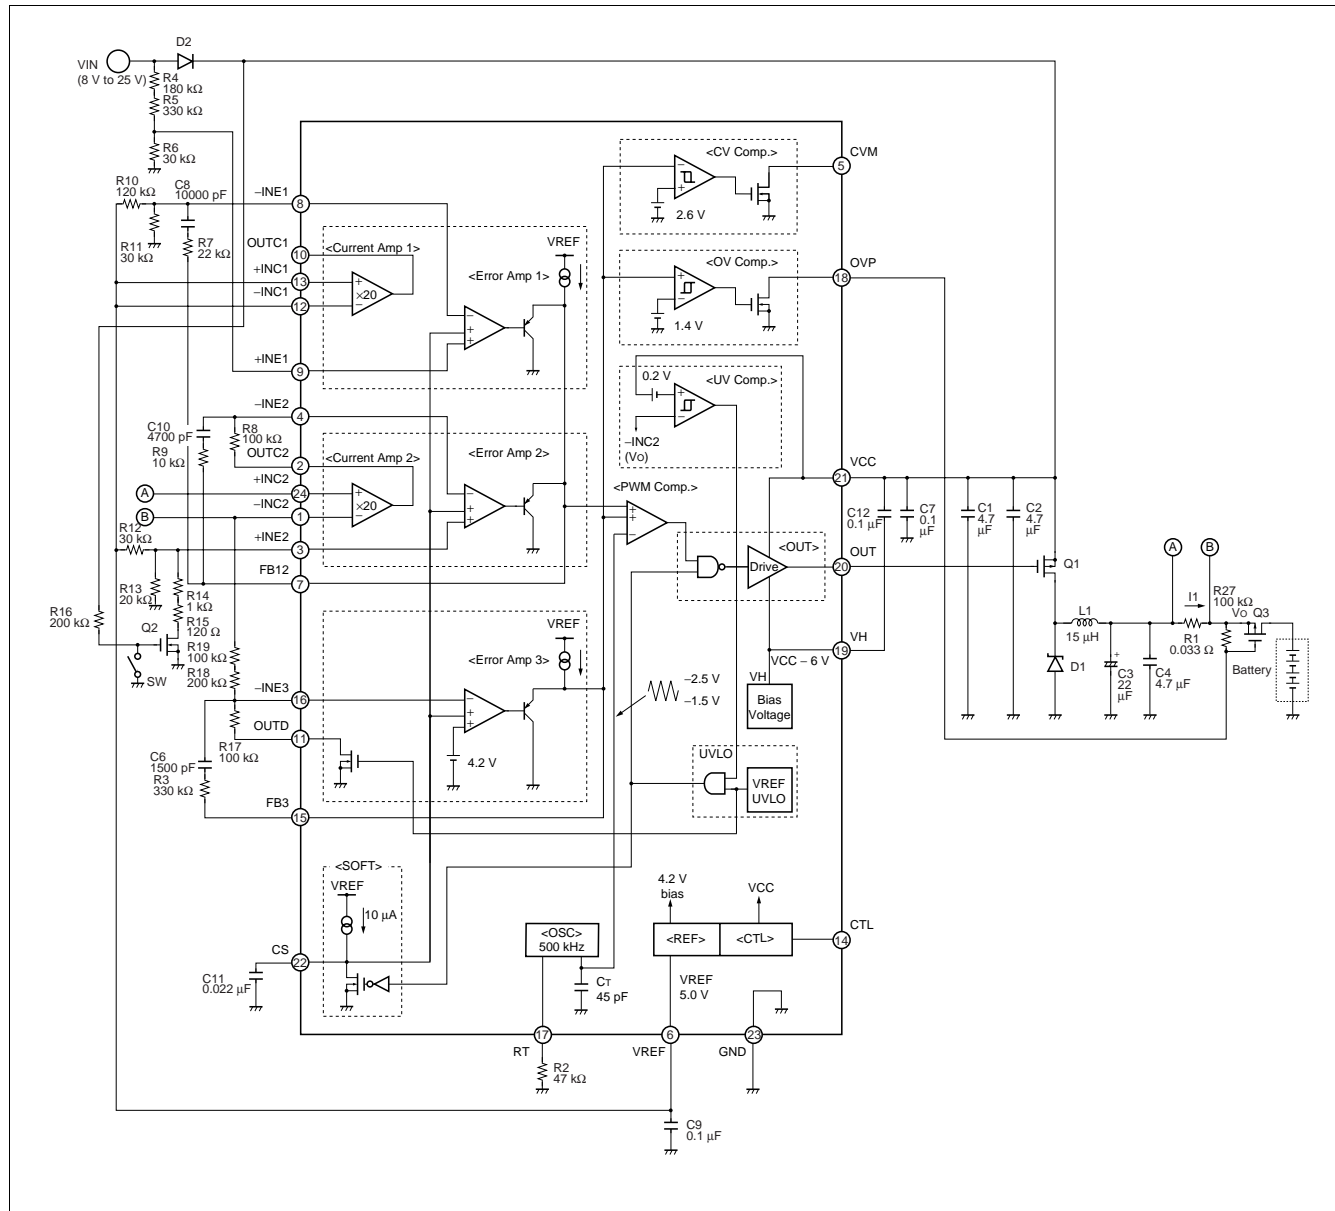 D2
VIN
(8 V to 25 V)
R4
180 kΩ
R5
330 kΩ
R6
30 kΩ
R10
120 kΩ
C8
10000 pF
R11
30 kΩ
R7
22 kΩ
–INE1
8
OUTC1
10
+INC1
13
–INC1
12
+INE1
9
–INE2
4
C10
4700 pF
R8
100 kΩ
R9
10 kΩ
OUTC2
2
+INC2
A
24
–INC2
B
1
R12
30 kΩ
+INE2
3
FB12
7
R13
20 kΩ
R14
1 kΩ
R15
120 Ω
R16
200 kΩ
Q2
SW
R19
100 kΩ
R18
200 kΩ
–INE3
16
OUTD
11
R17
100 kΩ
C6
1500 pF
R3
330 kΩ
FB3
15
<Current Amp 1>
+
×20
–
<Error Amp 1>
VREF
–
+
+
<Current Amp 2>
+
×20
–
<Error Amp 2>
–
+
+
<Error Amp 3>
VREF
–
+
+
4.2 V
<CV Comp.>
–
+
2.6 V
CVM
5
<OV Comp.>
+
–
1.4 V
OVP
18
<UV Comp.>
0.2 V
+
–
–INC2
(VO)
<PWM Comp.>
+
+
–
<OUT>
Drive
VCC
21
OUT
20
VH
19
VCC – 6 V
VH
Bias
Voltage
–2.5 V
–1.5 V
UVLO
VREF
UVLO
C12
0.1 µF
C7
0.1
µF
C1
4.7
µF
C2
4.7
µF
Q1
A
B
I1
R27
100 kΩ
VO
Q3
L1
15 µH
R1
0.033 Ω
D1
+
C3
22
µF
C4
4.7 µF
Battery
<SOFT>
VREF
10 µA
CS
22
C11
0.022 µF
<OSC>
500 kHz
CT
45 pF
4.2 V
bias
VCC
<REF>
<CTL>
CTL
14
VREF
5.0 V
17
RT
6
VREF
23
GND
R2
47 kΩ
C9
0.1 µF